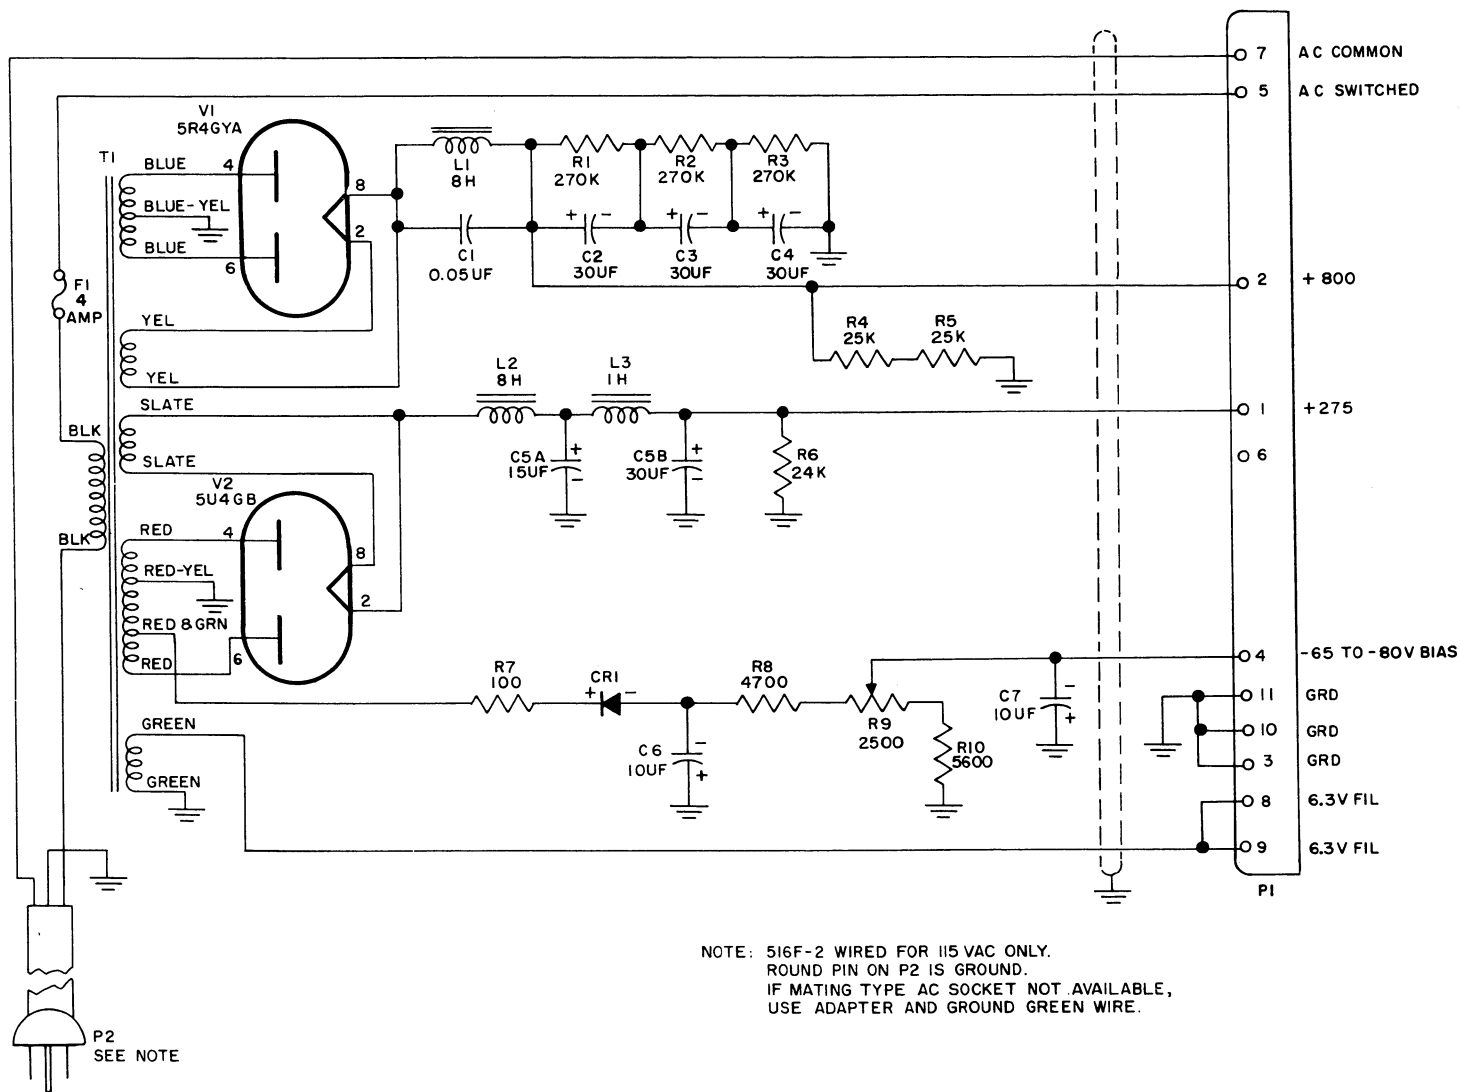 7 AC COMMON
5 AC SWITCHED
V1
5R4GYA
T1
BLUE
4
8
BLUE-YEL
2
BLUE
6
L1
8H
R1
270K
R2
270K
R3
270K
+ -
+ -
+ -
C1
0.05UF
C2
30UF
C3
30UF
C4
30UF
F1
4
AMP
2 +800
YEL
YEL
R4
25K
R5
25K
L2
8H
L3
1H
SLATE
1 +275
BLK
SLATE
C5A
15UF
+
-
C5B
30UF
+
-
R6
24K
6
V2
5U4GB
RED
4
BLK
8
RED-YEL
2
RED & GRN
RED
6
4 -65 TO -80V BIAS
R7
100
CR1
+ -
R8
4700
R9
2500
C7
10UF
-
+
11 GRD
10 GRD
3 GRD
GREEN
C6
10UF
-
+
R10
5600
GREEN
8 6.3V FIL
9 6.3V FIL
P1
NOTE: 516F-2 WIRED FOR 115 VAC ONLY.
ROUND PIN ON P2 IS GROUND.
IF MATING TYPE AC SOCKET NOT AVAILABLE,
USE ADAPTER AND GROUND GREEN WIRE.
P2
SEE NOTE